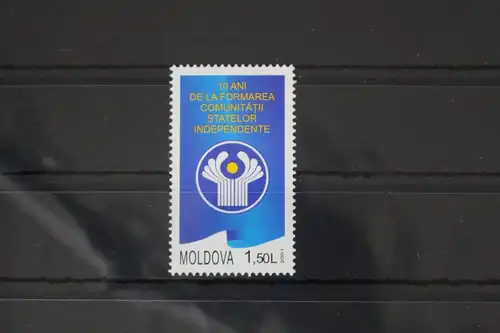 10 ANI
DE LA FORMAREA
COMUNITĂȚII
STATELOR
INDEPENDENTE
MOLDOVA 1,50L
2001